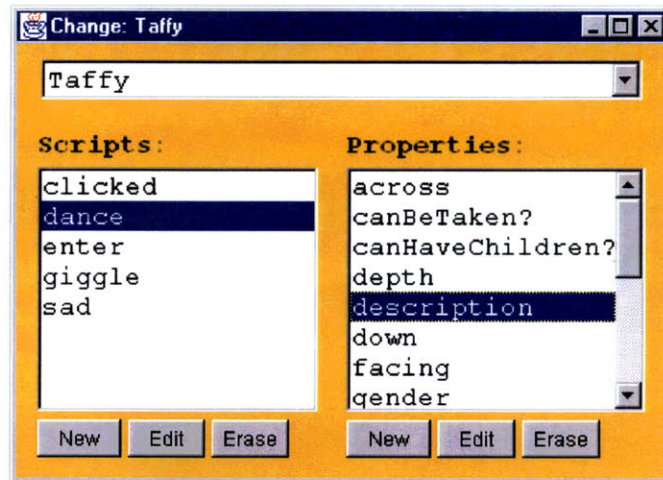 Change: Taffy
Taffy
Scripts:
clicked
dance
enter
giggle
sad
New Edit Erase
Properties:
across
canBeTaken?
canHaveChildren?
depth
description
down
facing
gender
New Edit Erase